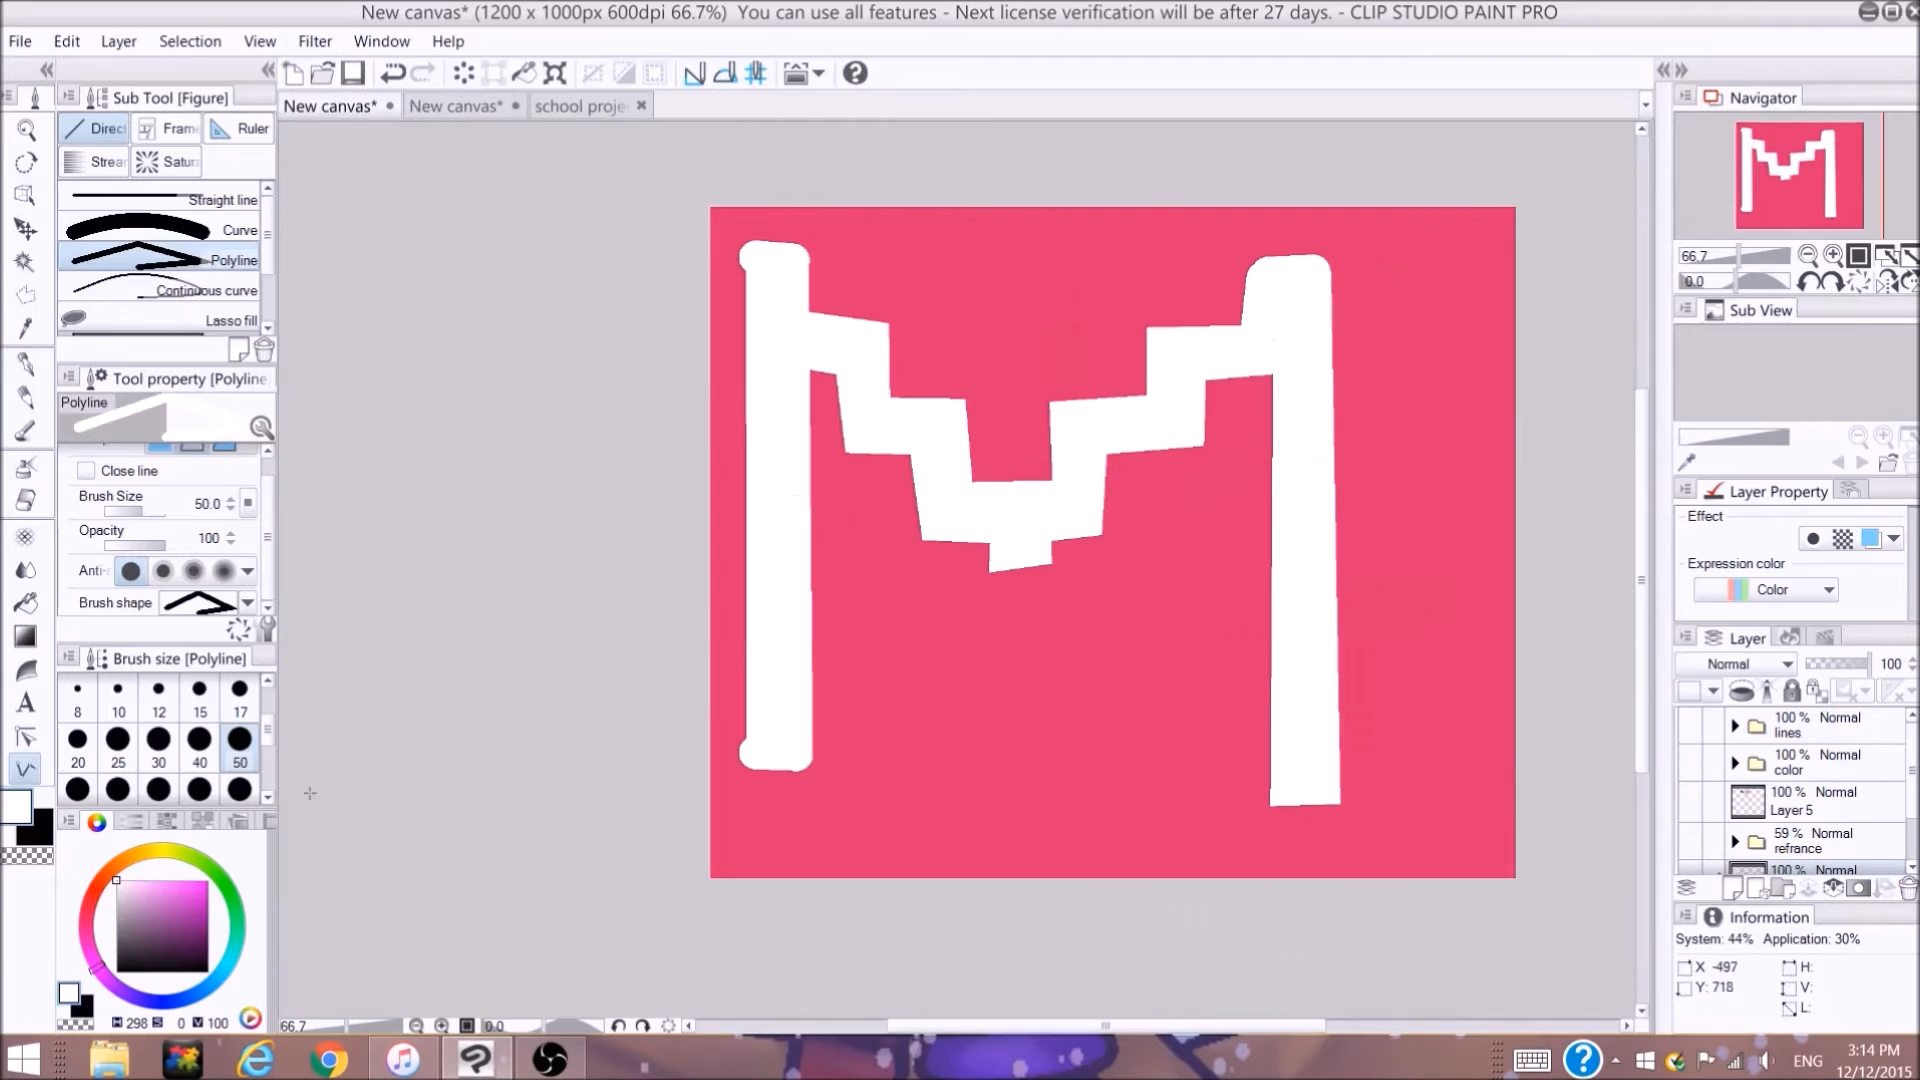 New canvas* (1200 x 1000px 600dpi 66.7%) You can use all features - Next license verification will be after 27 days. - CLIP STUDIO PAINT PRO
File Edit Layer Selection View Filter Window Help
Sub Tool [Figure]
New canvas* New canvas* school proje
Navigator
Direc Fram Ruler
Strea Satur
Straight line
Curve
Polyline
Continuous curve
Lasso fill
66.7
0.0
Sub View
Tool property [Polyline
Polyline
Close line
Brush Size 50.0
Opacity 100
Anti-
Brush shape
Layer Property
Effect
Expression color
Color
Brush size [Polyline]
8 10 12 15 17
20 25 30 40 50
Layer
Normal 100
100 % Normal
lines
100 % Normal
color
100 % Normal
Layer 5
59 % Normal
refrance
100 % Normal
Information
System: 44% Application: 30%
X -497 H:
Y: 718 V:
L:
H 298 S 0 V 100
66.7 0.0
M
A
ENG
3:14 PM
12/12/2015